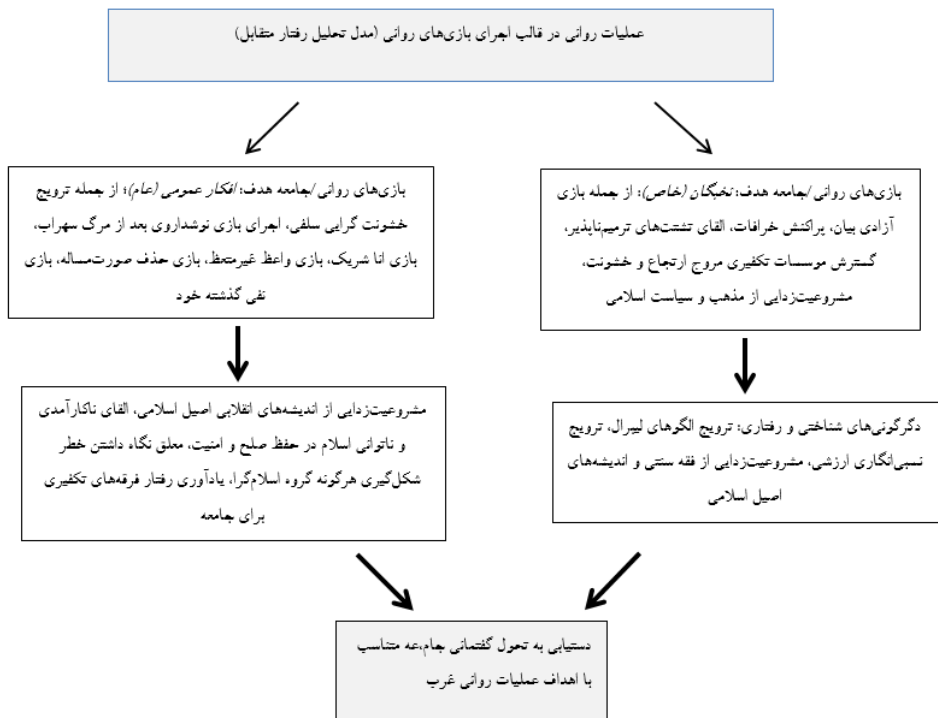 عملیات روانی در قالب اجرای بازی‌های روانی (مدل تحلیل رفتار متقابل)
بازی‌های روانی/جامعه هدف: نخبگان (خاص): از جمله بازی
آزادی بیان، پراکنش خرافات، القای تشتت‌های ترمیم‌ناپذیر،
گسترش موسسات تکفیری مروج ارتجاع و خشونت،
مشروعیت‌زدایی از مذهب و سیاست اسلامی
بازی‌های روانی/جامعه هدف: افکار عمومی (عام)؛ از جمله ترویج
خشونت گرایی سلفی، اجرای بازی نوشداروی بعد از مرگ سهراب،
بازی انا شریک، بازی واعظ غیرمتعظ، بازی حذف صورت‌مساله، بازی
نفی گذشته خود
دگرگونی‌های شناختی و رفتاری: ترویج الگوهای لیبرال، ترویج
نسبی‌انگاری ارزشی، مشروعیت‌زدایی از فقه سنتی و اندیشه‌های
اصیل اسلامی
مشروعیت‌زدایی از اندیشه‌های انقلابی اصیل اسلامی، القای ناکارآمدی
و ناتوانی اسلام در حفظ صلح و امنیت، معلق نگاه داشتن خطر
شکل‌گیری هرگونه گروه اسلام‌گرا، یادآوری رفتار فرقه‌های تکفیری
برای جامعه
دستیابی به تحول گفتمانی جام،عه متناسب
با اهداف عملیات روانی غرب